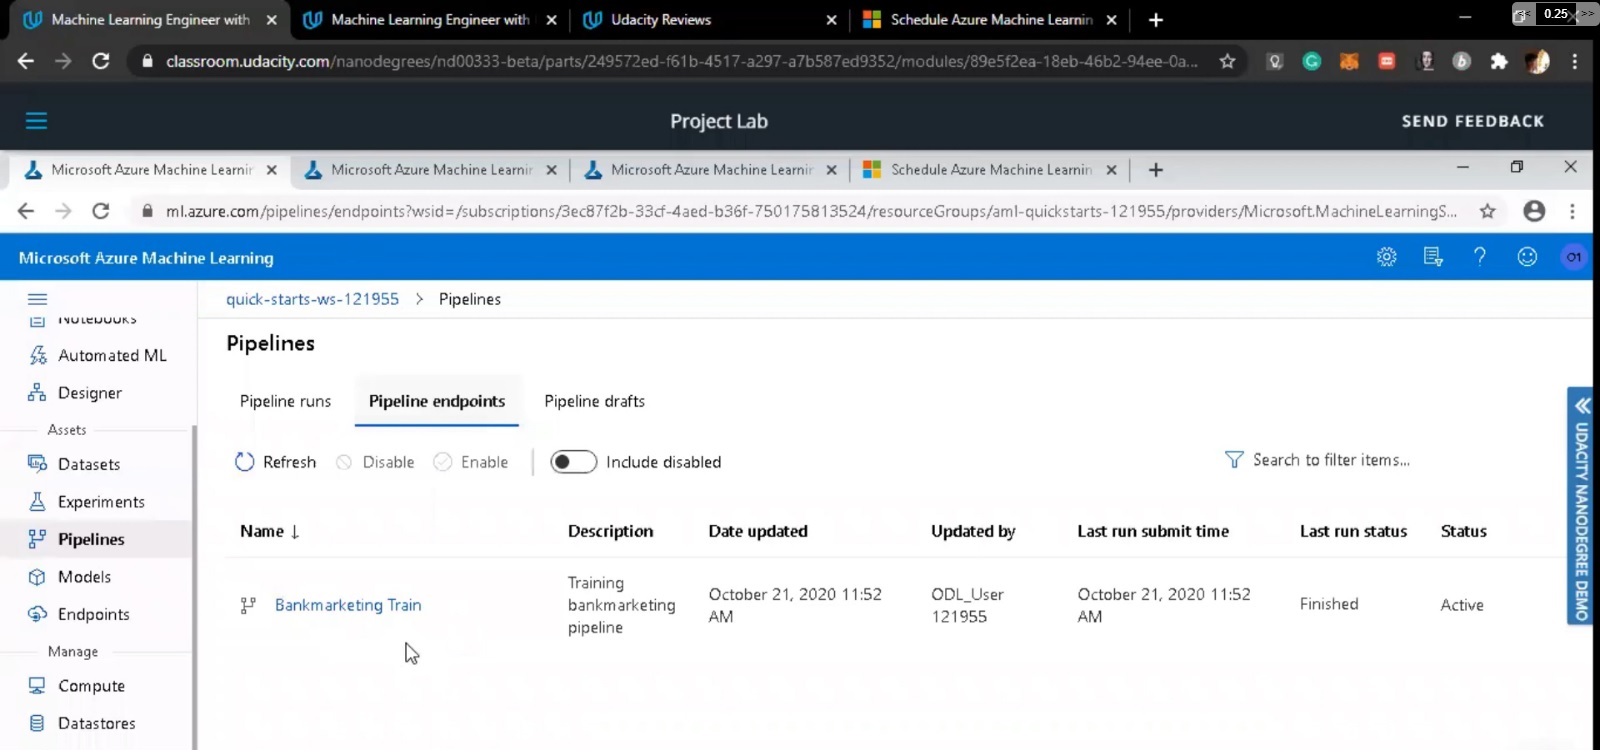 Machine Learning Engineer with
Machine Learning Engineer with
Udacity Reviews
Schedule Azure Machine Learnin
<< 0.25 >>
classroom.udacity.com/nanodegrees/nd00333-beta/parts/249572ed-f61b-4517-a297-a7b587ed9352/modules/89e5f2ea-18eb-46b2-94ee-0a...
Project Lab
SEND FEEDBACK
Microsoft Azure Machine Learnin
Microsoft Azure Machine Learnin
Microsoft Azure Machine Learnin
Schedule Azure Machine Learnin
ml.azure.com/pipelines/endpoints?wsid=/subscriptions/3ec87f2b-33cf-4aed-b36f-750175813524/resourceGroups/aml-quickstarts-121955/providers/Microsoft.MachineLearningS...
Microsoft Azure Machine Learning
O1
quick-starts-ws-121955 > Pipelines
Notebooks
Automated ML
Designer
Assets
Datasets
Experiments
Pipelines
Models
Endpoints
Manage
Compute
Datastores
Pipelines
Pipeline runs
Pipeline endpoints
Pipeline drafts
Refresh
Disable
Enable
Include disabled
Search to filter items...
Name ↓
Description
Date updated
Updated by
Last run submit time
Last run status
Status
Bankmarketing Train
Training
bankmarketing
pipeline
October 21, 2020 11:52
AM
ODL_User
121955
October 21, 2020 11:52
AM
Finished
Active
UDACITY NANODEGREE DEMO